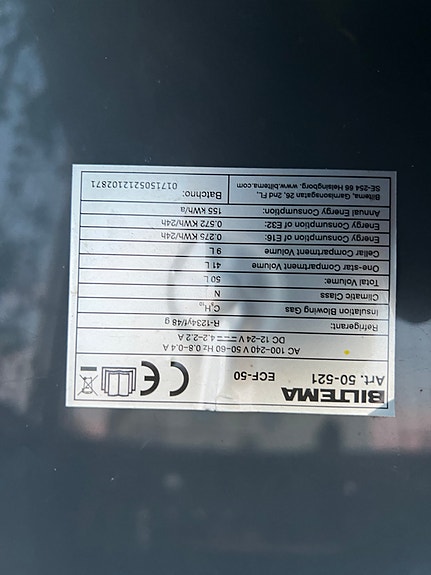 BILTEMA
Art. 50-521 ECF-50
CE
AC 100-240 V 50-60 Hz 0.8-0.4 A
DC 12-24 V ⎓ 4.2-2.2 A
Refrigerant: R-1234yf/48 g
Insulation Blowing Gas C₅H₁₀
Climatic Class N
Total Volume: 50 L
One-star Compartment Volume 41 L
Cellar Compartment Volume 9 L
Energy Consumption of E16: 0.275 KWH/24h
Energy Consumption of E32: 0.572 KWH/24h
Annual Energy Consumption: 155 KWh/a
Biltema, Garnisonsgatan 26, 2nd FL, Batchno:
SE-254 66 Helsingborg. www.biltema.com 0171505212102871